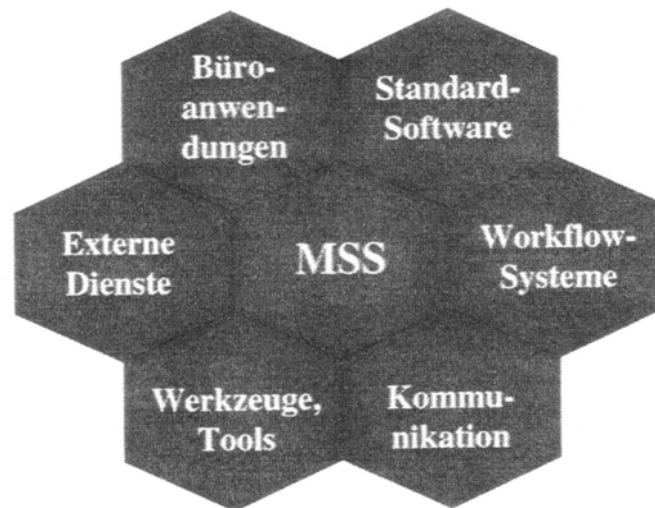 Büro-
anwen-
dungen
Standard-
Software
Externe
Dienste
MSS
Workflow-
Systeme
Werkzeuge,
Tools
Kommu-
nikation